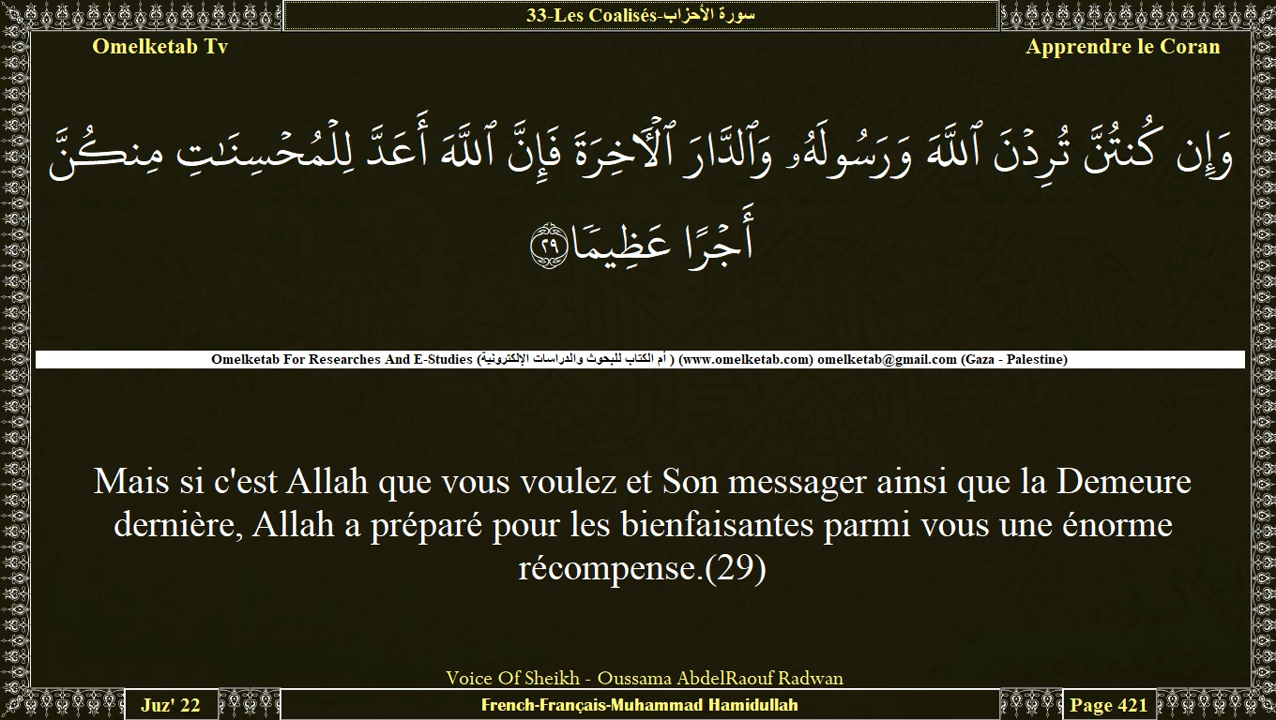 33-Les Coalisés-سورة الأحزاب
Omelketab Tv
Apprendre le Coran
وَإِن كُنتُنَّ تُرِدْنَ ٱللَّهَ وَرَسُولَهُۥ وَٱلدَّارَ ٱلْـَٔاخِرَةَ فَإِنَّ ٱللَّهَ أَعَدَّ لِلْمُحْسِنَـٰتِ مِنكُنَّ
أَجْرًا عَظِيمًا ٢٩
Omelketab For Researches And E-Studies (أم الكتاب للبحوث والدراسات الإلكترونية ) (www.omelketab.com) omelketab@gmail.com (Gaza - Palestine)
Mais si c'est Allah que vous voulez et Son messager ainsi que la Demeure
dernière, Allah a préparé pour les bienfaisantes parmi vous une énorme
récompense.(29)
Voice Of Sheikh - Oussama AbdelRaouf Radwan
Juz' 22
French-Français-Muhammad Hamidullah
Page 421